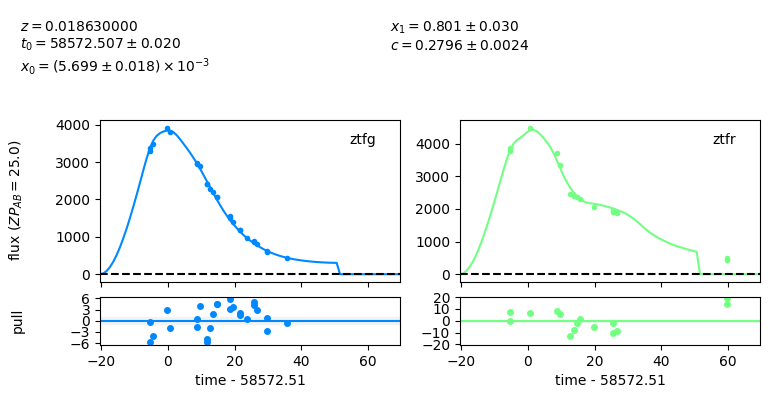 z = 0.018630000
t₀ = 58572.507 ± 0.020
x₀ = (5.699 ± 0.018) × 10⁻³
x₁ = 0.801 ± 0.030
c = 0.2796 ± 0.0024
flux (ZP_AB = 25.0)
4000
3000
2000
1000
0
ztfg
4000
3000
2000
1000
0
ztfr
pull
6
3
0
−3
−6
−20
0
20
40
60
time - 58572.51
20
10
0
−10
−20
−20
0
20
40
60
time - 58572.51